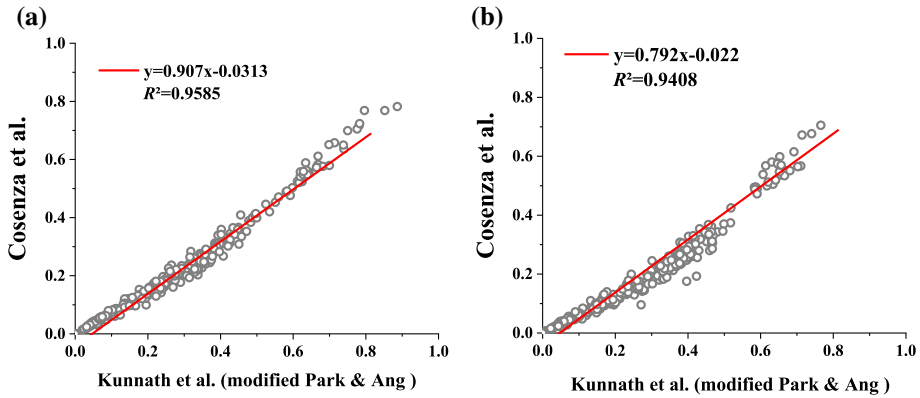 (a)
y=0.907x-0.0313
R²=0.9585
Cosenza et al.
1.0
0.8
0.6
0.4
0.2
0.0
0.0 0.2 0.4 0.6 0.8 1.0
Kunnath et al. (modified Park & Ang )
(b)
y=0.792x-0.022
R²=0.9408
Cosenza et al.
1.0
0.8
0.6
0.4
0.2
0.0
0.0 0.2 0.4 0.6 0.8 1.0
Kunnath et al. (modified Park & Ang )